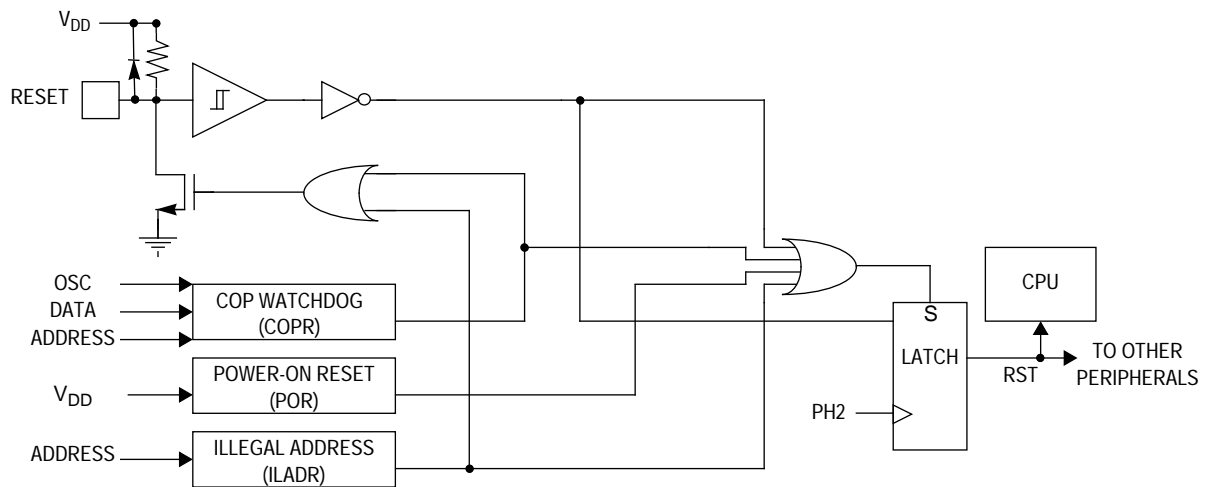 VDD
RESET
OSC
DATA
ADDRESS
COP WATCHDOG
(COPR)
VDD
POWER-ON RESET
(POR)
ADDRESS
ILLEGAL ADDRESS
(ILADR)
S
LATCH
PH2
RST
CPU
TO OTHER
PERIPHERALS